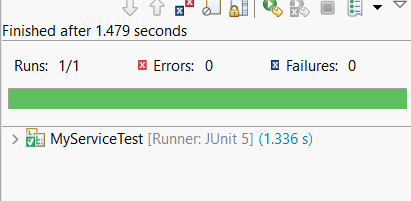 Finished after 1.479 seconds
Runs: 1/1 Errors: 0 Failures: 0
MyServiceTest [Runner: JUnit 5] (1.336 s)